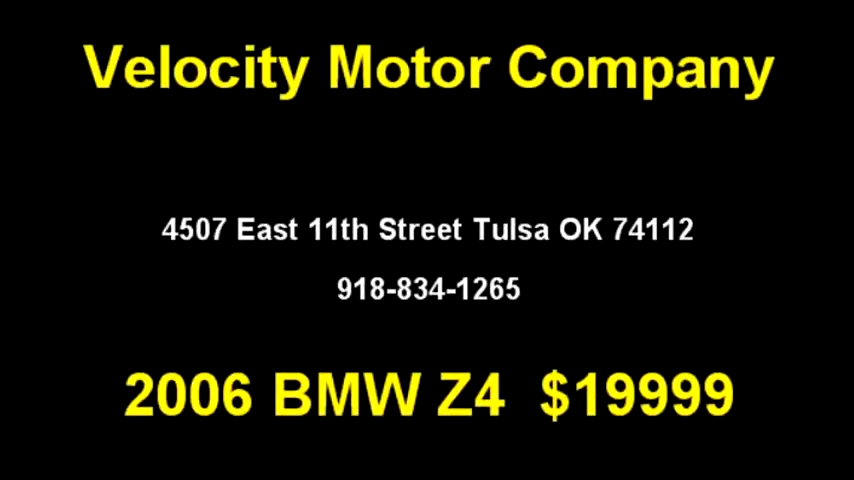 Velocity Motor Company
4507 East 11th Street Tulsa OK 74112
918-834-1265
2006 BMW Z4 $19999